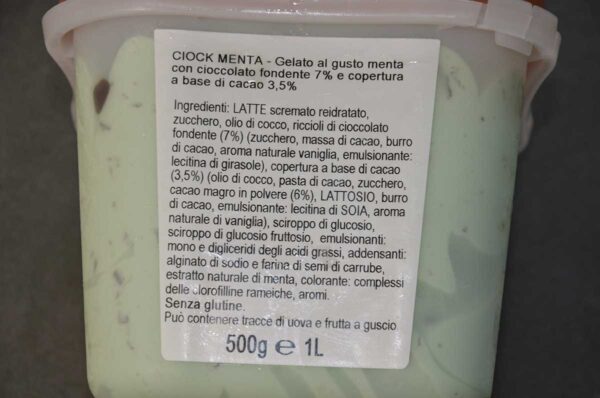 CIOCK MENTA - Gelato al gusto menta
con cioccolato fondente 7% e copertura
a base di cacao 3,5%
Ingredienti: LATTE scremato reidratato,
zucchero, olio di cocco, riccioli di cioccolato
fondente (7%) (zucchero, massa di cacao, burro
di cacao, aroma naturale vaniglia, emulsionante:
lecitina di girasole), copertura a base di cacao
(3,5%) (olio di cocco, pasta di cacao, zucchero,
cacao magro in polvere (6%), LATTOSIO, burro
di cacao, emulsionante: lecitina di SOIA, aroma
naturale di vaniglia), sciroppo di glucosio,
sciroppo di glucosio fruttosio, emulsionanti:
mono e digliceridi degli acidi grassi, addensanti:
alginato di sodio e farina di semi di carrube,
estratto naturale di menta, colorante: complessi
delle clorofilline rameiche, aromi.
Senza glutine.
Può contenere tracce di uova e frutta a guscio.
500g e 1L